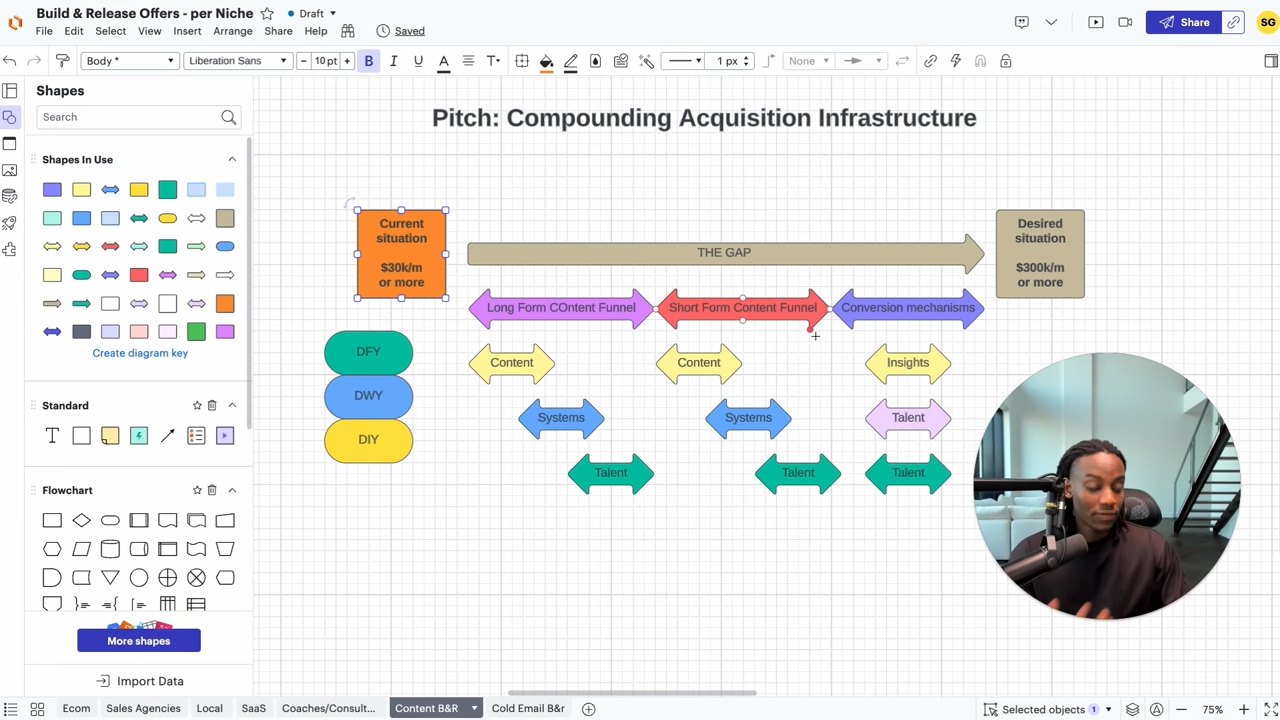 Build & Release Offers - per Niche
Draft
File Edit Select View Insert Arrange Share Help
Saved
Share
SG
Body *
Liberation Sans
10 pt
B I U A T
1 px
None
Shapes
Search
Shapes In Use
Create diagram key
Standard
T
Flowchart
More shapes
Import Data
Pitch: Compounding Acquisition Infrastructure
Current
situation
$30k/m
or more
THE GAP
Desired
situation
$300k/m
or more
Long Form COntent Funnel
Short Form Content Funnel
Conversion mechanisms
DFY
DWY
DIY
Content
Content
Insights
Systems
Systems
Talent
Talent
Talent
Talent
Ecom
Sales Agencies
Local
SaaS
Coaches/Consult...
Content B&R
Cold Email B&r
Selected objects 1
75%